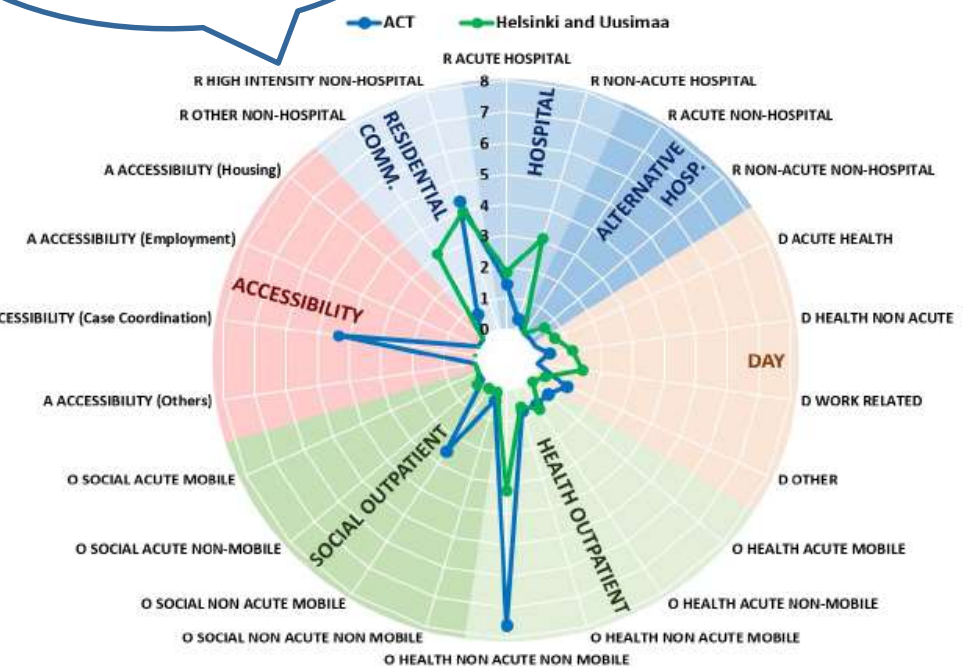 ACT
Helsinki and Uusimaa
R ACUTE HOSPITAL
R HIGH INTENSITY NON-HOSPITAL
R NON-ACUTE HOSPITAL
R OTHER NON-HOSPITAL
R ACUTE NON-HOSPITAL
A ACCESSIBILITY (Housing)
R NON-ACUTE NON-HOSPITAL
A ACCESSIBILITY (Employment)
D ACUTE HEALTH
(Case Coordination)
D HEALTH NON ACUTE
A ACCESSIBILITY (Others)
D WORK RELATED
O SOCIAL ACUTE MOBILE
D OTHER
O SOCIAL ACUTE NON-MOBILE
O HEALTH ACUTE MOBILE
O SOCIAL NON ACUTE MOBILE
O HEALTH ACUTE NON-MOBILE
O SOCIAL NON ACUTE NON MOBILE
O HEALTH NON ACUTE MOBILE
O HEALTH NON ACUTE NON MOBILE
8
7
6
5
4
3
2
1
0
RESIDENTIAL
COMM.
HOSPITAL
ALTERNATIVE
HOSP.
ACCESSIBILITY
DAY
SOCIAL OUTPATIENT
HEALTH OUTPATIENT